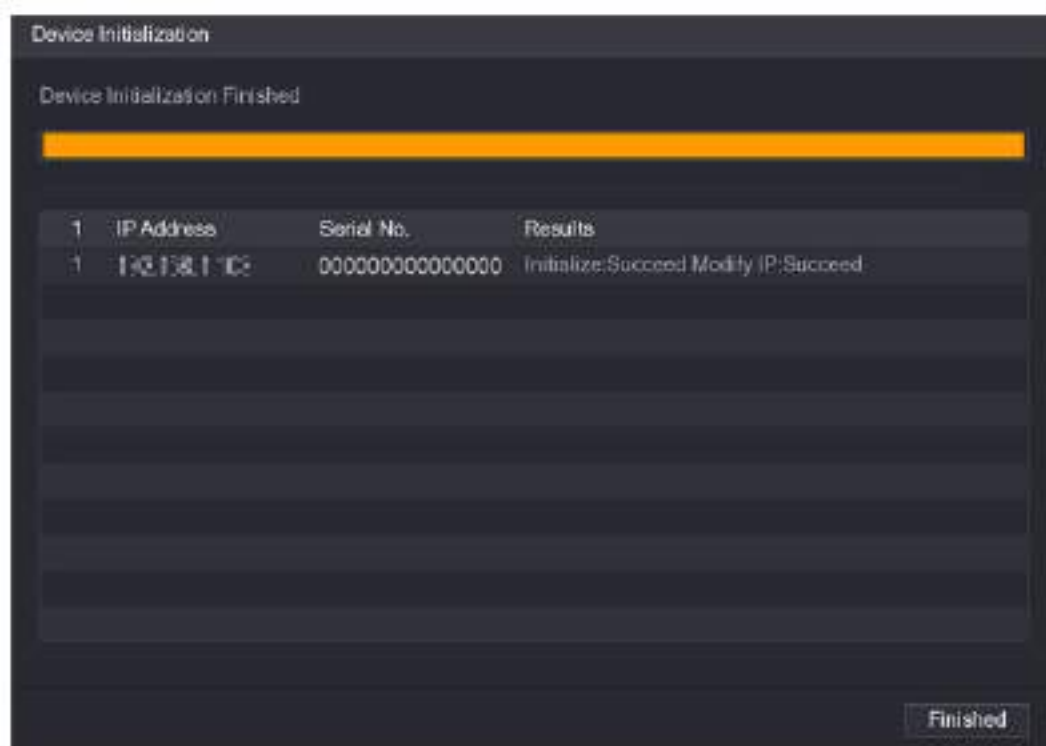 Device Initialization
Device Initialization Finished
1 IP Address Serial No. Results
1 000000000000000 Initialize:Succeed Modify IP:Succeed
Finished